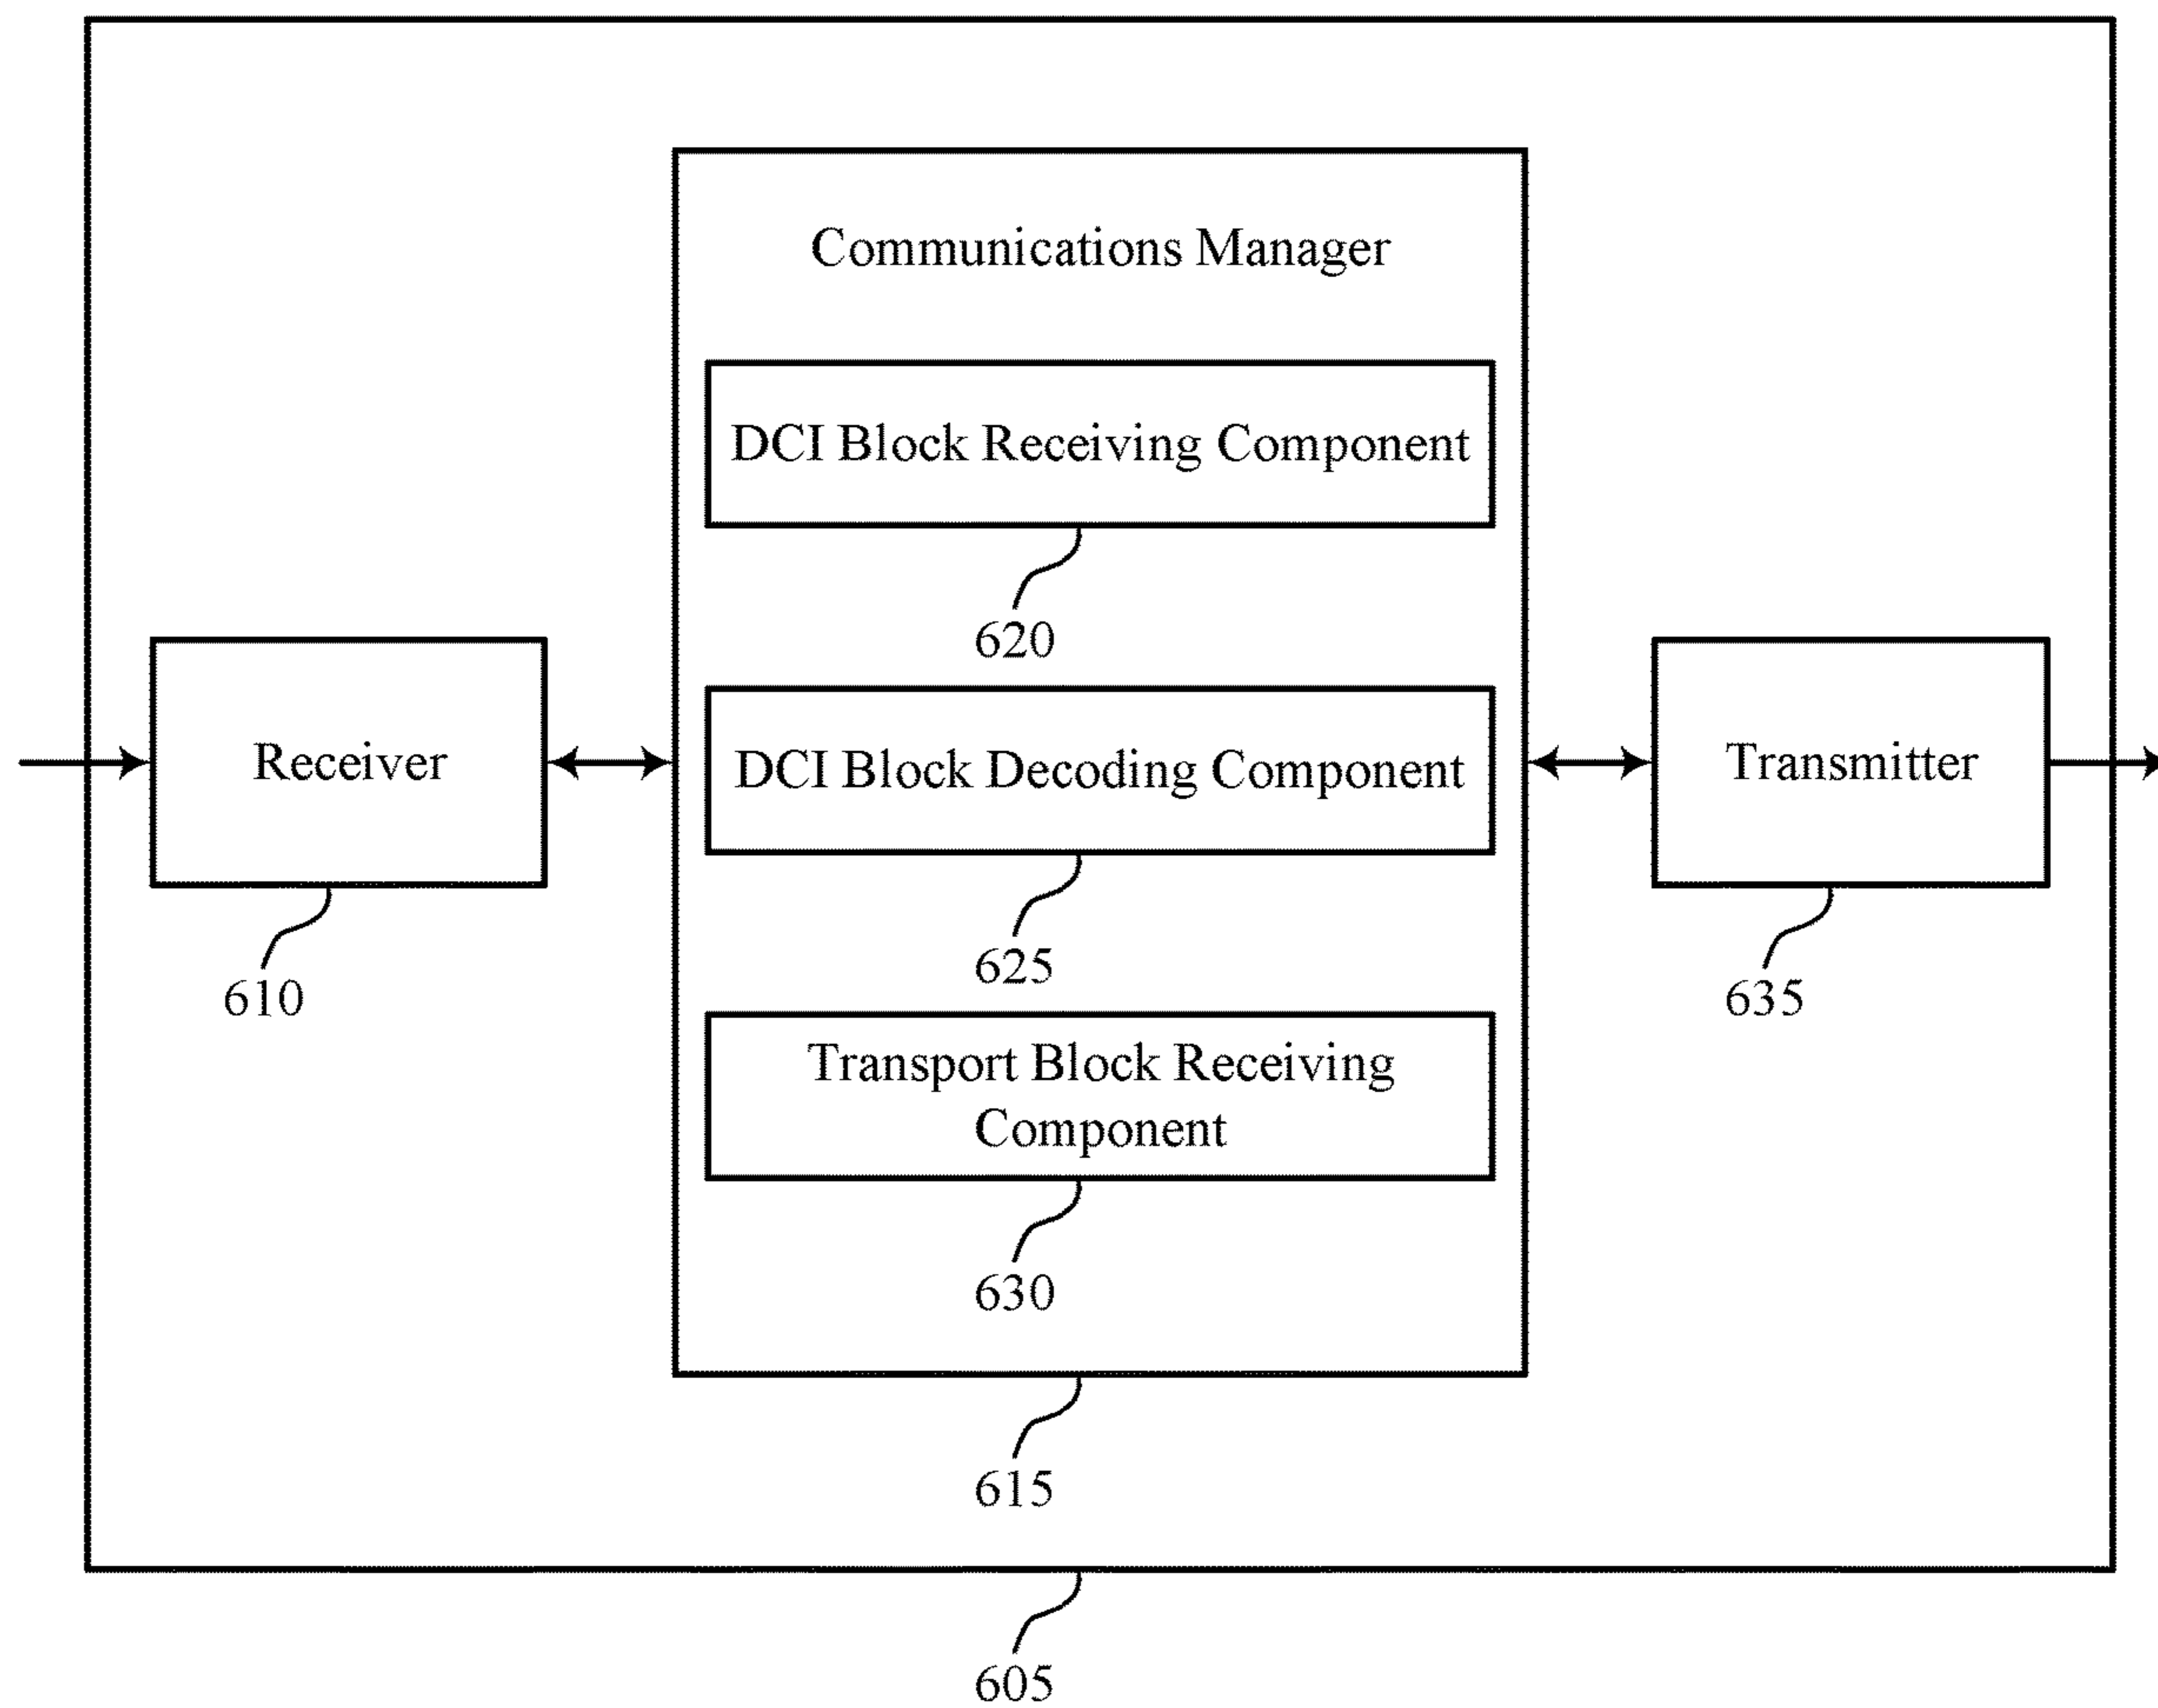 Communications Manager
DCI Block Receiving Component
620
Receiver
610
DCI Block Decoding Component
625
Transmitter
635
Transport Block Receiving
Component
630
615
605